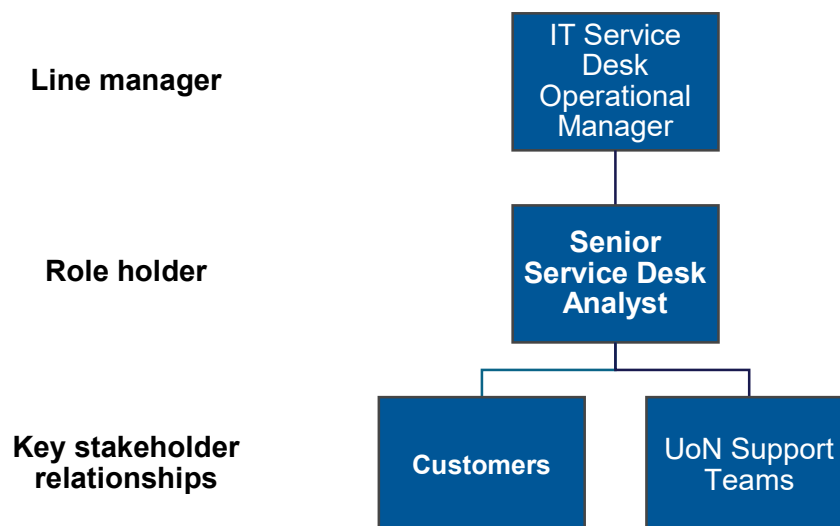 Line manager
IT Service
Desk
Operational
Manager
Role holder
Senior
Service Desk
Analyst
Key stakeholder
relationships
Customers
UoN Support
Teams